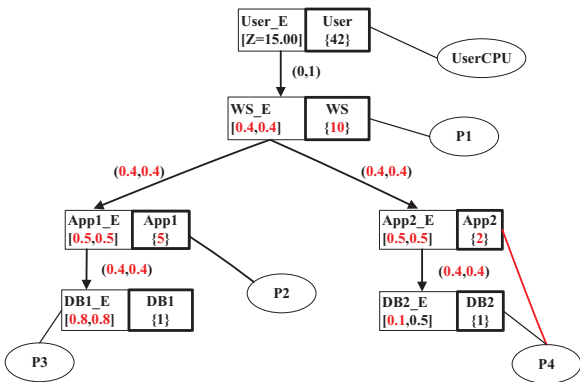 User_E User
[Z=15.00] {42}
UserCPU
(0,1)
WS_E WS
[0.4,0.4] {10}
P1
(0.4,0.4) (0.4,0.4)
App1_E App1
[0.5,0.5] {5}
App2_E App2
[0.5,0.5] {2}
(0.4,0.4) (0.4,0.4)
P2
DB1_E DB1
[0.8,0.8] {1}
DB2_E DB2
[0.1,0.5] {1}
P3
P4